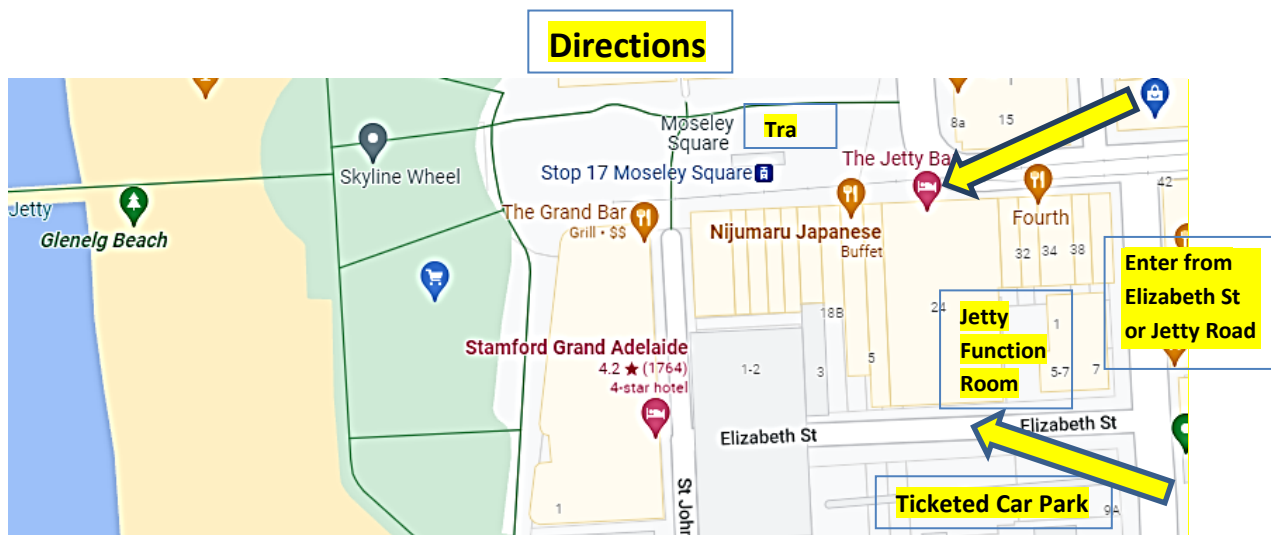 Directions
8a
15
Moseley
Square
Tra
The Jetty Ba
Skyline Wheel
Stop 17 Moseley Square
42
Jetty
The Grand Bar
Grill • $$
Fourth
Glenelg Beach
Nijumaru Japanese
Buffet
32
34
38
Enter from
Elizabeth St
or Jetty Road
18B
24
Jetty
Function
Room
1
Stamford Grand Adelaide
4.2 ★ (1764)
4-star hotel
1-2
3
5
5-7
7
Elizabeth St
Elizabeth St
St John
Ticketed Car Park
9A
1